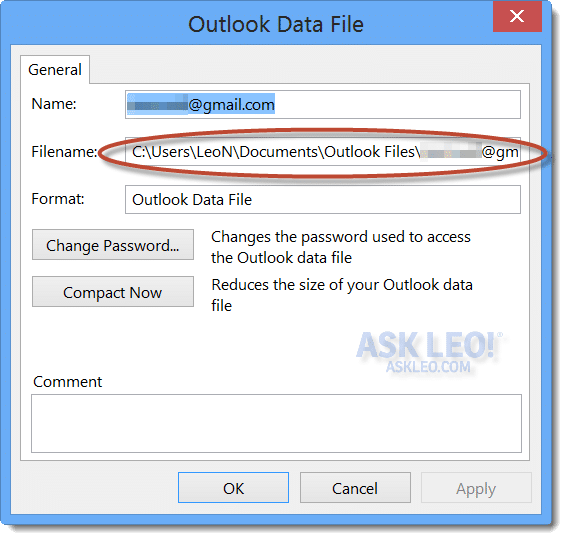 Outlook Data File
General
Name: @gmail.com
Filename: C:\Users\LeoN\Documents\Outlook Files\ @gm
Format: Outlook Data File
Change Password... Changes the password used to access
the Outlook data file
Compact Now Reduces the size of your Outlook data
file
ASK LEO!®
ASKLEO.COM
Comment
OK Cancel Apply